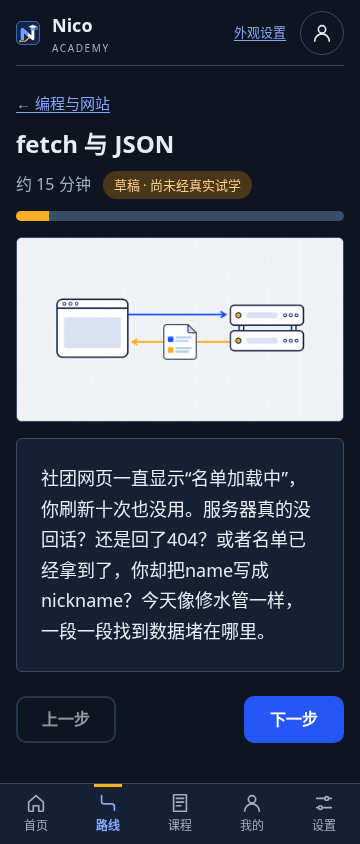 Nico
ACADEMY
外观设置
← 编程与网站
fetch 与 JSON
约 15 分钟
草稿 · 尚未经真实试学
社团网页一直显示“名单加载中”，
你刷新十次也没用。服务器真的没
回话？还是回了404？或者名单已
经拿到了，你却把name写成
nickname？今天像修水管一样，
一段一段找到数据堵在哪里。
上一步
下一步
首页
路线
课程
我的
设置